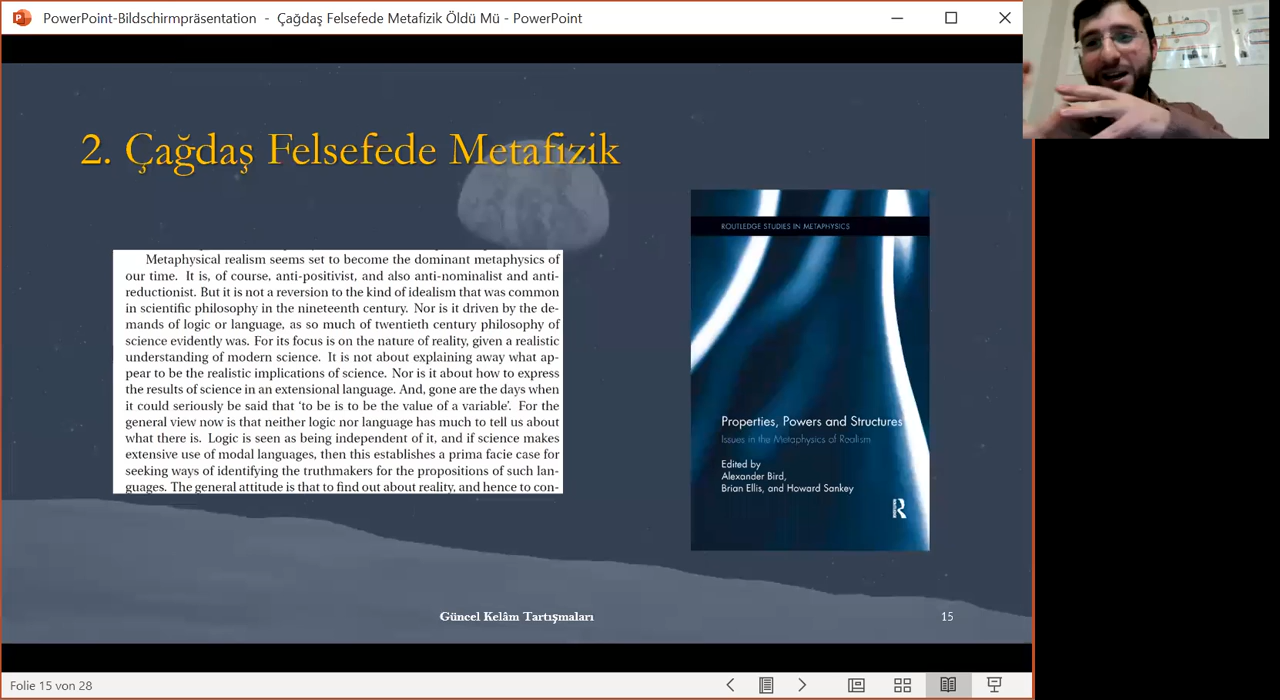 PowerPoint-Bildschirmpräsentation - Çağdaş Felsefede Metafizik Öldü Mü - PowerPoint
2. Çağdaş Felsefede Metafizik
Metaphysical realism seems set to become the dominant metaphysics of
our time. It is, of course, anti-positivist, and also anti-nominalist and anti-
reductionist. But it is not a reversion to the kind of idealism that was common
in scientific philosophy in the nineteenth century. Nor is it driven by the de-
mands of logic or language, as so much of twentieth century philosophy of
science evidently was. For its focus is on the nature of reality, given a realistic
understanding of modern science. It is not about explaining away what ap-
pear to be the realistic implications of science. Nor is it about how to express
the results of science in an extensional language. And, gone are the days when
it could seriously be said that ‘to be is to be the value of a variable’. For the
general view now is that neither logic nor language has much to tell us about
what there is. Logic is seen as being independent of it, and if science makes
extensive use of modal languages, then this establishes a prima facie case for
seeking ways of identifying the truthmakers for the propositions of such lan-
guages. The general attitude is that to find out about reality, and hence to con-
ROUTLEDGE STUDIES IN METAPHYSICS
Properties, Powers and Structures
Issues in the Metaphysics of Realism
Edited by
Alexander Bird,
Brian Ellis, and Howard Sankey
R
Güncel Kelâm Tartışmaları
15
Folie 15 von 28